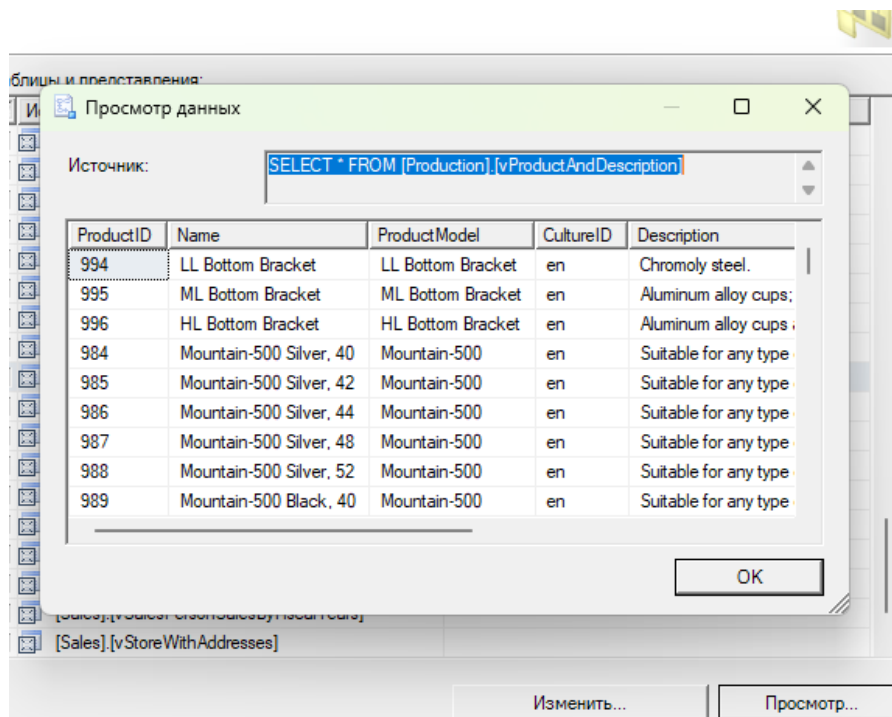 блицы и представления:
И
Просмотр данных
Источник:
SELECT * FROM [Production].[vProductAndDescription]
ProductID Name ProductModel CultureID Description
994 LL Bottom Bracket LL Bottom Bracket en Chromoly steel.
995 ML Bottom Bracket ML Bottom Bracket en Aluminum alloy cups;
996 HL Bottom Bracket HL Bottom Bracket en Aluminum alloy cups
984 Mountain-500 Silver, 40 Mountain-500 en Suitable for any type
985 Mountain-500 Silver, 42 Mountain-500 en Suitable for any type
986 Mountain-500 Silver, 44 Mountain-500 en Suitable for any type
987 Mountain-500 Silver, 48 Mountain-500 en Suitable for any type
988 Mountain-500 Silver, 52 Mountain-500 en Suitable for any type
989 Mountain-500 Black, 40 Mountain-500 en Suitable for any type
OK
[Sales].[vSalesPersonSalesByFiscalYears]
[Sales].[vStoreWithAddresses]
Изменить... Просмотр...